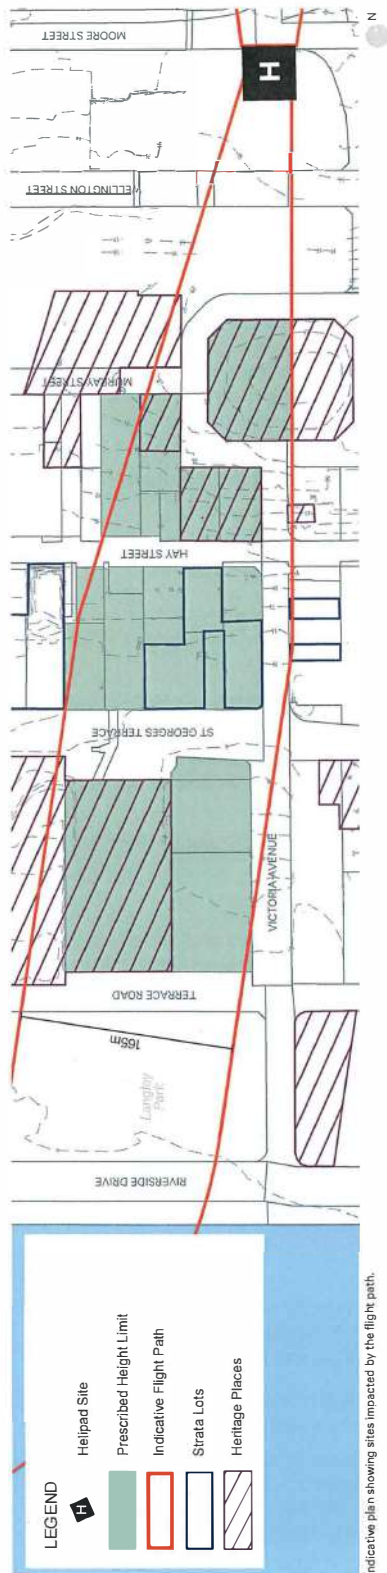 LEGEND
H
Helipad Site
Prescribed Height Limit
Indicative Flight Path
Strata Lots
Heritage Places
RIVERSIDE DRIVE
Langley
Park
165m
TERRACE ROAD
VICTORIA AVENUE
ST GEORGES TERRACE
HAY STREET
MURRAY STREET
WELLINGTON STREET
MOORE STREET
H
N
ndicative plan showing sites impacted by the flight path.